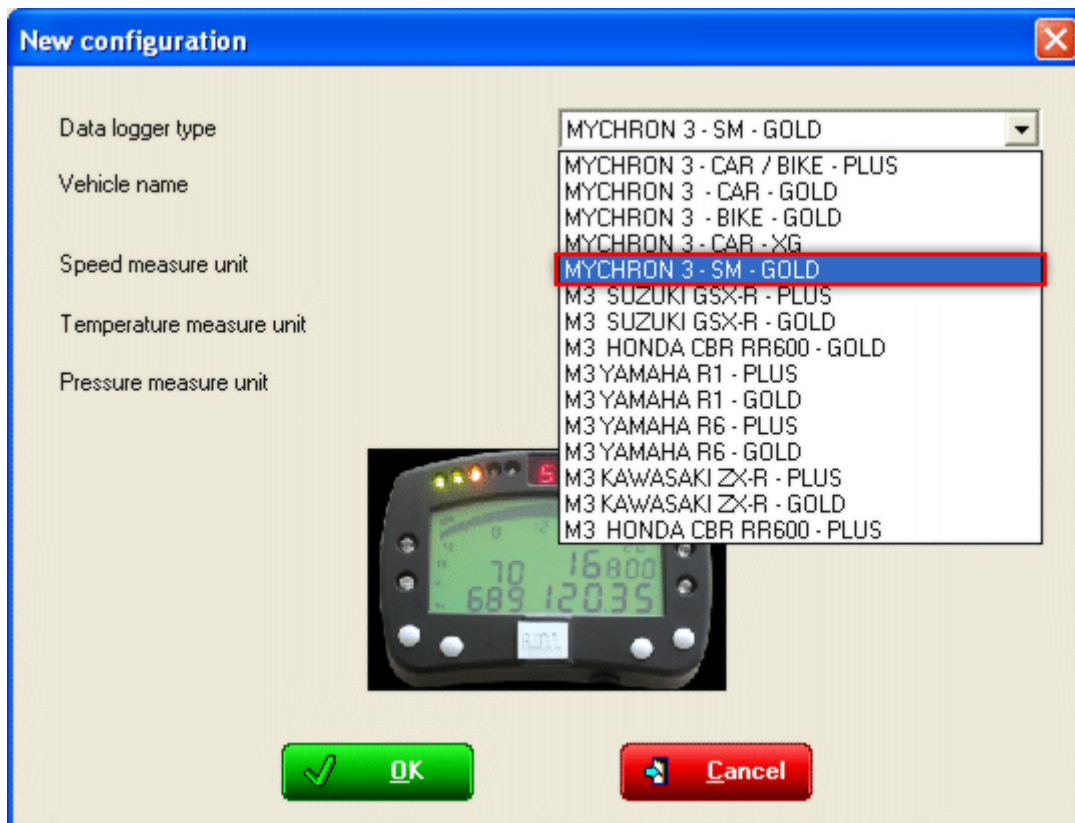 New configuration
Data logger type
MYCHRON 3 - SM - GOLD
MYCHRON 3 - CAR / BIKE - PLUS
MYCHRON 3 - CAR - GOLD
MYCHRON 3 - BIKE - GOLD
MYCHRON 3 - CAR - XG
MYCHRON 3 - SM - GOLD
M3 SUZUKI GSX-R - PLUS
M3 SUZUKI GSX-R - GOLD
M3 HONDA CBR RR600 - GOLD
M3 YAMAHA R1 - PLUS
M3 YAMAHA R1 - GOLD
M3 YAMAHA R6 - PLUS
M3 YAMAHA R6 - GOLD
M3 KAWASAKI ZX-R - PLUS
M3 KAWASAKI ZX-R - GOLD
M3 HONDA CBR RR600 - PLUS
Vehicle name
Speed measure unit
Temperature measure unit
Pressure measure unit
5
8
70 16800
689 120.35
OK
Cancel